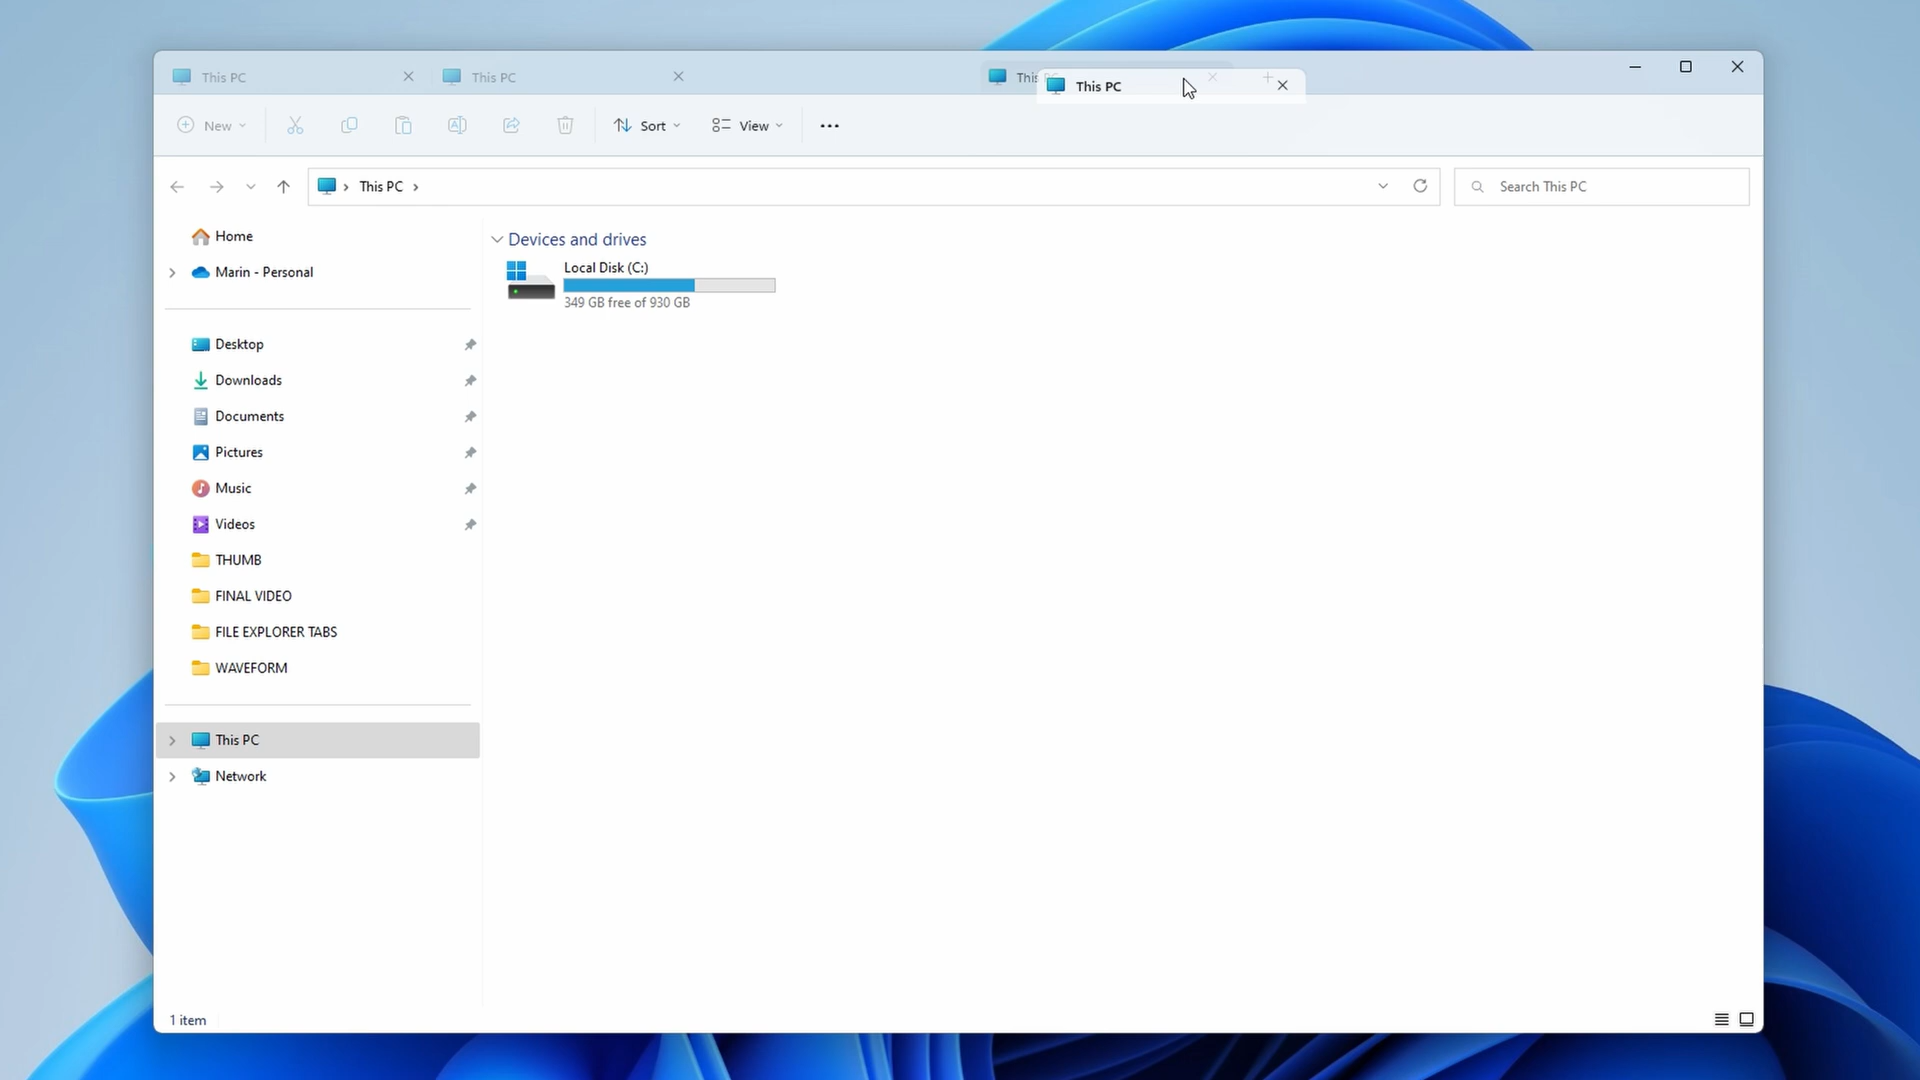 This PC
This PC
This
This PC
New
Sort
View
This PC
Search This PC
Home
Marin - Personal
Desktop
Downloads
Documents
Pictures
Music
Videos
THUMB
FINAL VIDEO
FILE EXPLORER TABS
WAVEFORM
This PC
Network
Devices and drives
Local Disk (C:)
349 GB free of 930 GB
1 item